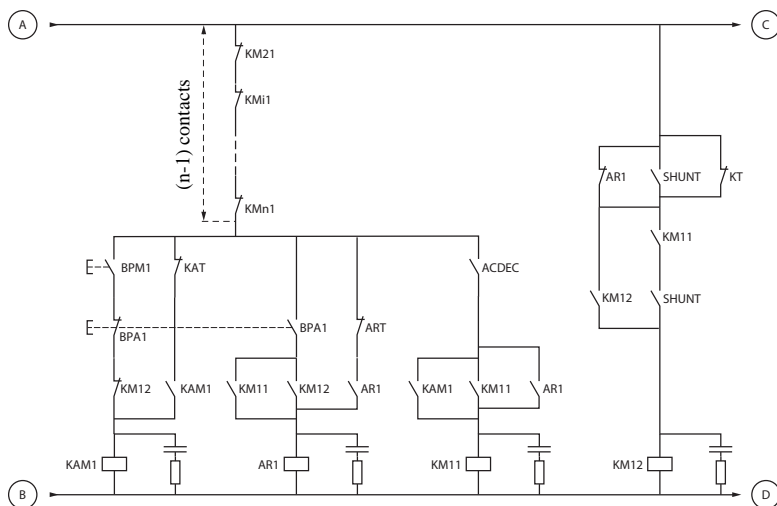 A
C
KM21
KMi1
(n-1) contacts
AR1
SHUNT
KT
KMn1
KM11
BPM1
KAT
ACDEC
KM12
SHUNT
BPA1
BPA1
ART
KM12
KAM1
KM11
KM12
AR1
KAM1
KM11
AR1
KAM1
AR1
KM11
KM12
B
D